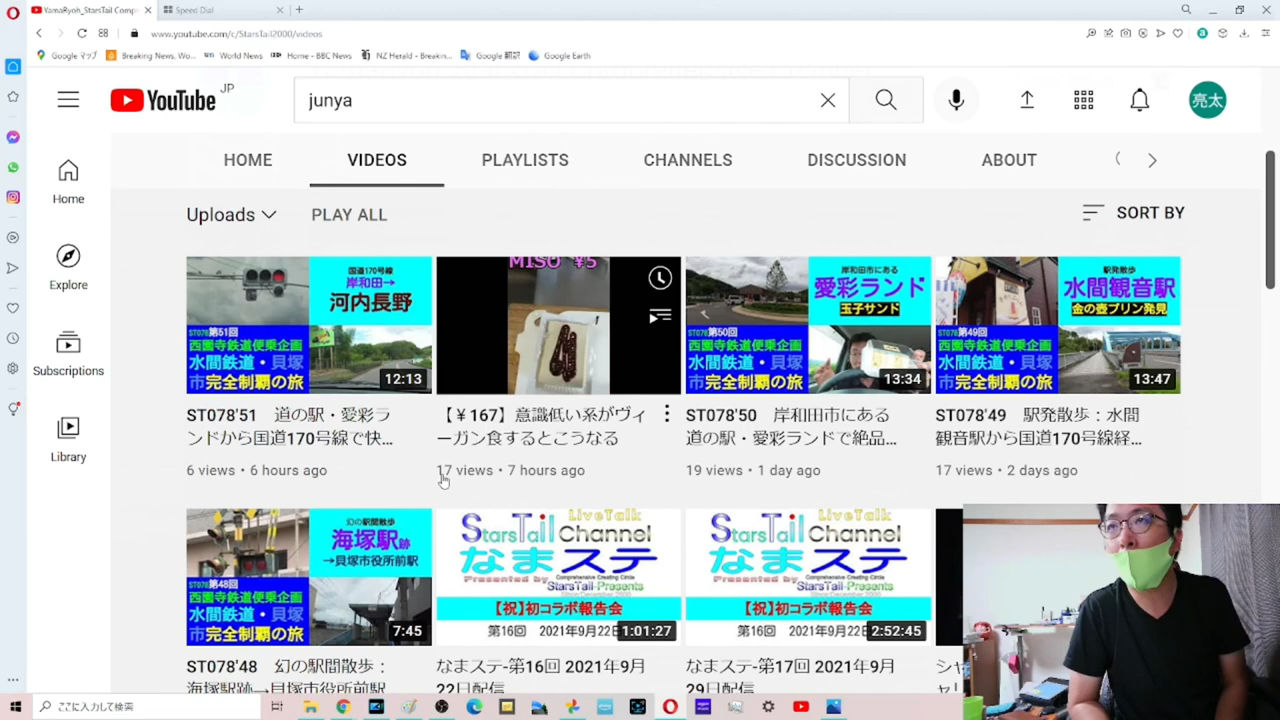 YamaRyoh_StarsTail Comp
Speed Dial
www.youtube.com/c/StarsTail2000/videos
Google マップ
Breaking News, Wo...
World News
Home - BBC News
NZ Herald - Breakin...
Google 翻訳
Google Earth
YouTube JP
junya
亮太
HOME
VIDEOS
PLAYLISTS
CHANNELS
DISCUSSION
ABOUT
Home
Explore
Subscriptions
Library
Uploads
PLAY ALL
SORT BY
国道170号線
岸和田→
河内長野
ST078第51回
西園寺鉄道便乗企画
水間鉄道・貝塚
市完全制覇の旅
12:13
MISO ¥5
岸和田市にある
愛彩ランド
玉子サンド
ST078第50回
西園寺鉄道便乗企画
水間鉄道・貝塚
市完全制覇の旅
13:34
駅発散歩
水間観音駅
金の壺プリン発見
ST078第49回
西園寺鉄道便乗企画
水間鉄道・貝塚
市完全制覇の旅
13:47
ST078'51 道の駅・愛彩ラ
ンドから国道170号線で快...
6 views・6 hours ago
【￥167】意識低い系がヴィ
ーガン食するとこうなる
17 views・7 hours ago
ST078'50 岸和田市にある
道の駅・愛彩ランドで絶品...
19 views・1 day ago
ST078'49 駅発散歩：水間
観音駅から国道170号線経...
17 views・2 days ago
幻の駅間散歩
海塚駅跡
→貝塚市役所前駅
ST078第48回
西園寺鉄道便乗企画
水間鉄道・貝塚
市完全制覇の旅
7:45
LiveTalk
StarsTail Channel
なまステ
Presented by
Comprehensive Creating Circle
StarsTail-Presents
【祝】初コラボ報告会
第16回 2021年9月22日
1:01:27
LiveTalk
StarsTail Channel
なまステ
Presented by
Comprehensive Creating Circle
StarsTail-Presents
【祝】初コラボ報告会
第16回 2021年9月22
2:52:45
ST078'48 幻の駅間散歩：
海塚駅跡→貝塚市役所前駅
なまステ-第16回 2021年9月
22日配信
なまステ-第17回 2021年9月
29日配信
ここに入力して検索